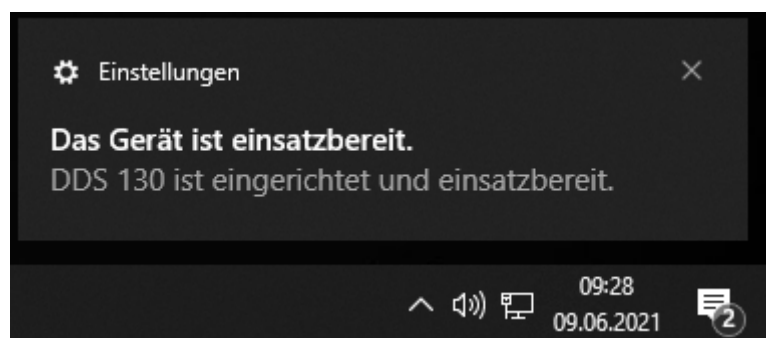 Einstellungen
Das Gerät ist einsatzbereit.
DDS 130 ist eingerichtet und einsatzbereit.
09:28
09.06.2021
2